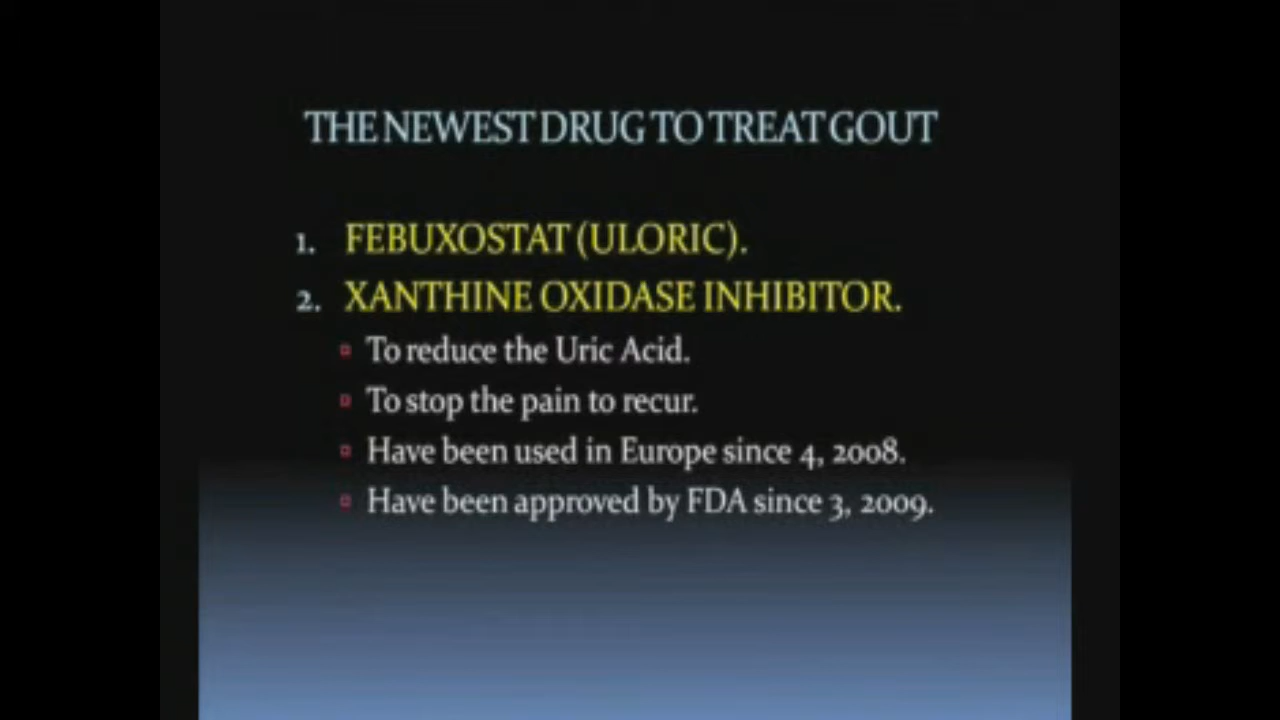 THE NEWEST DRUG TO TREAT GOUT
1. FEBUXOSTAT (ULORIC).
2. XANTHINE OXIDASE INHIBITOR.
To reduce the Uric Acid.
To stop the pain to recur.
Have been used in Europe since 4, 2008.
Have been approved by FDA since 3, 2009.